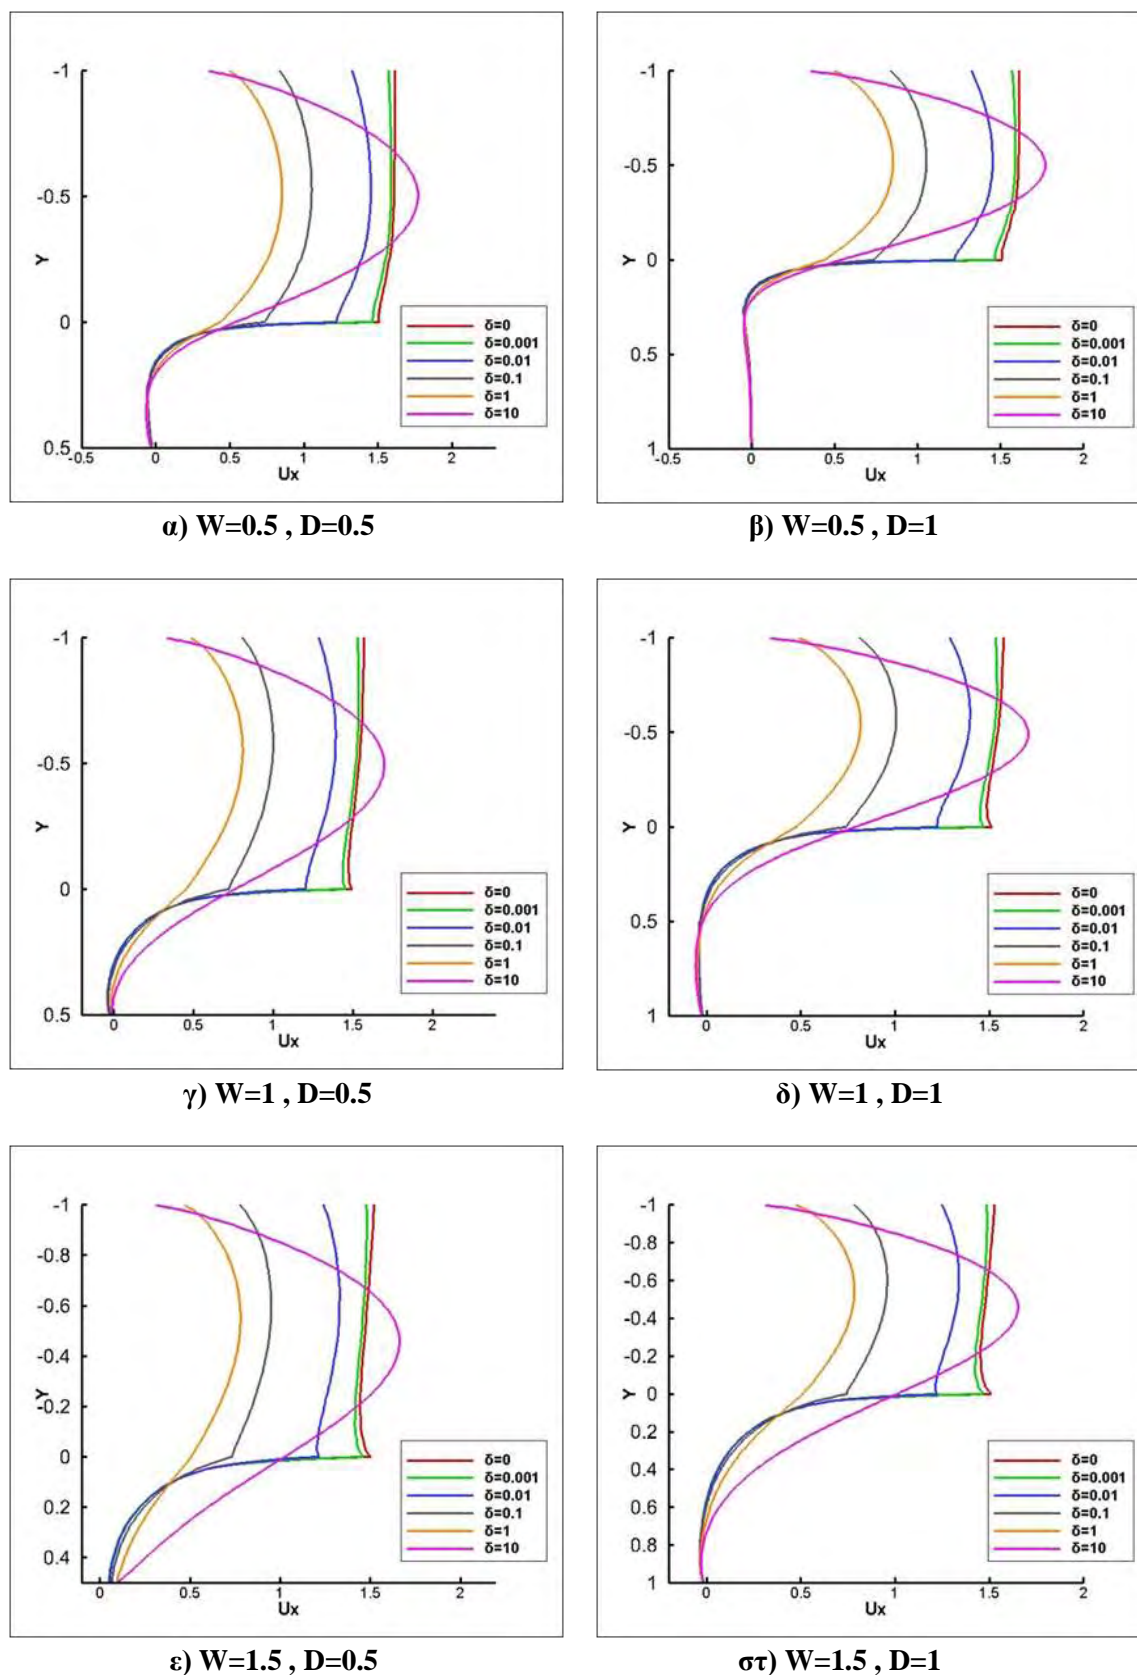 -1
-0.5
Y
0
0.5
-0.5 0 0.5 1 1.5 2
Ux
δ=0
δ=0.001
δ=0.01
δ=0.1
δ=1
δ=10
α) W=0.5 , D=0.5
-1
-0.5
Y
0
0.5
1
-0.5 0 0.5 1 1.5 2
Ux
δ=0
δ=0.001
δ=0.01
δ=0.1
δ=1
δ=10
β) W=0.5 , D=1
-1
-0.5
Y
0
0.5
0 0.5 1 1.5 2
Ux
δ=0
δ=0.001
δ=0.01
δ=0.1
δ=1
δ=10
γ) W=1 , D=0.5
-1
-0.5
Y
0
0.5
1
0 0.5 1 1.5 2
Ux
δ=0
δ=0.001
δ=0.01
δ=0.1
δ=1
δ=10
δ) W=1 , D=1
-1
-0.8
-0.6
-0.4
Y
-0.2
0
0.2
0.4
0 0.5 1 1.5 2
Ux
δ=0
δ=0.001
δ=0.01
δ=0.1
δ=1
δ=10
ε) W=1.5 , D=0.5
-1
-0.8
-0.6
-0.4
-0.2
Y
0
0.2
0.4
0.6
0.8
1
0 0.5 1 1.5 2
Ux
δ=0
δ=0.001
δ=0.01
δ=0.1
δ=1
δ=10
στ) W=1.5 , D=1